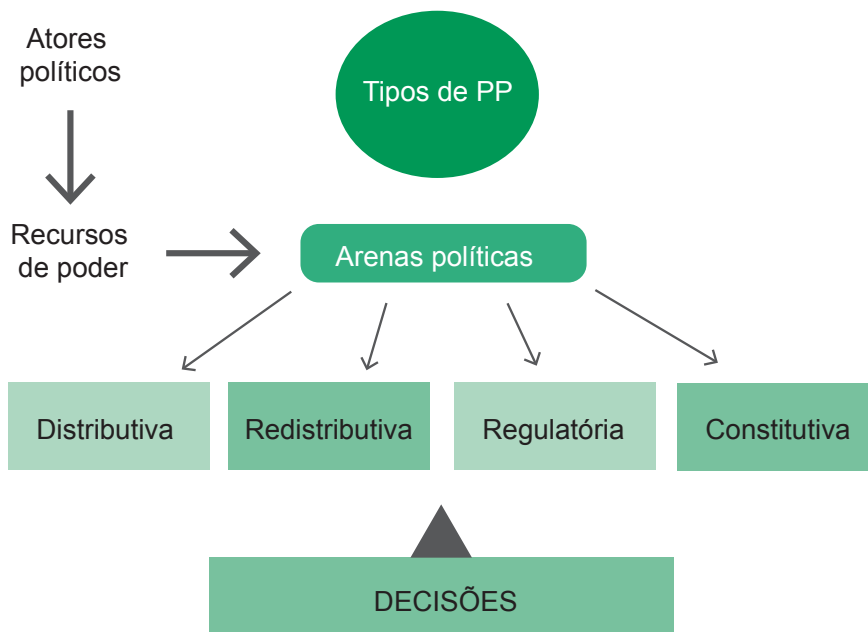 Atores
políticos
Tipos de PP
Recursos
de poder
Arenas políticas
Distributiva
Redistributiva
Regulatória
Constitutiva
DECISÕES